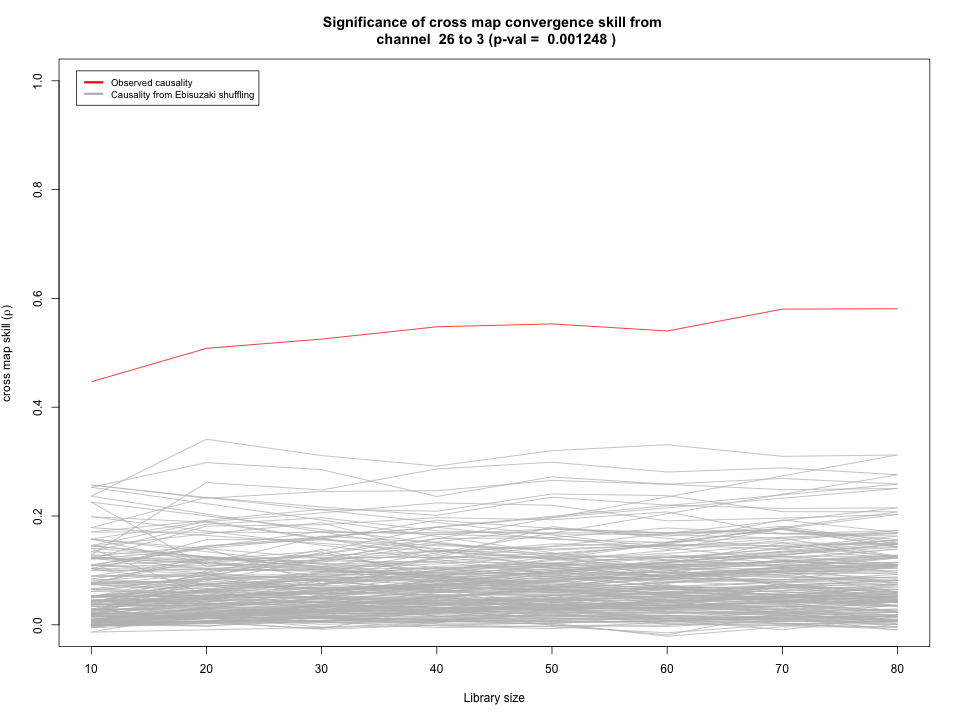 Significance of cross map convergence skill from
channel  26 to 3 (p-val =  0.001248 )
Observed causality
Causality from Ebisuzaki shuffling
cross map skill (ρ)
1.0
0.8
0.6
0.4
0.2
0.0
10 20 30 40 50 60 70 80
Library size